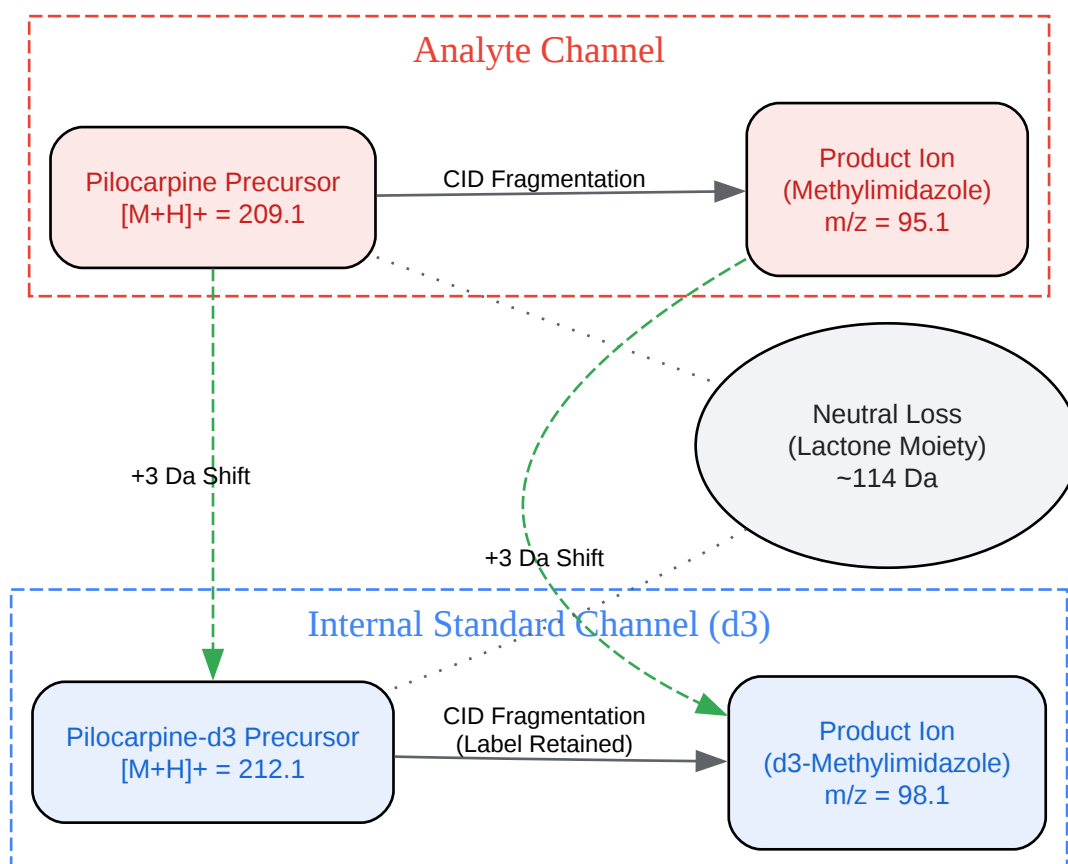 Analyte Channel
Pilocarpine Precursor
[M+H]+ = 209.1
CID Fragmentation
Product Ion
(Methylimidazole)
m/z = 95.1
Neutral Loss
(Lactone Moiety)
~114 Da
+3 Da Shift
+3 Da Shift
Internal Standard Channel (d3)
Pilocarpine-d3 Precursor
[M+H]+ = 212.1
CID Fragmentation
(Label Retained)
Product Ion
(d3-Methylimidazole)
m/z = 98.1